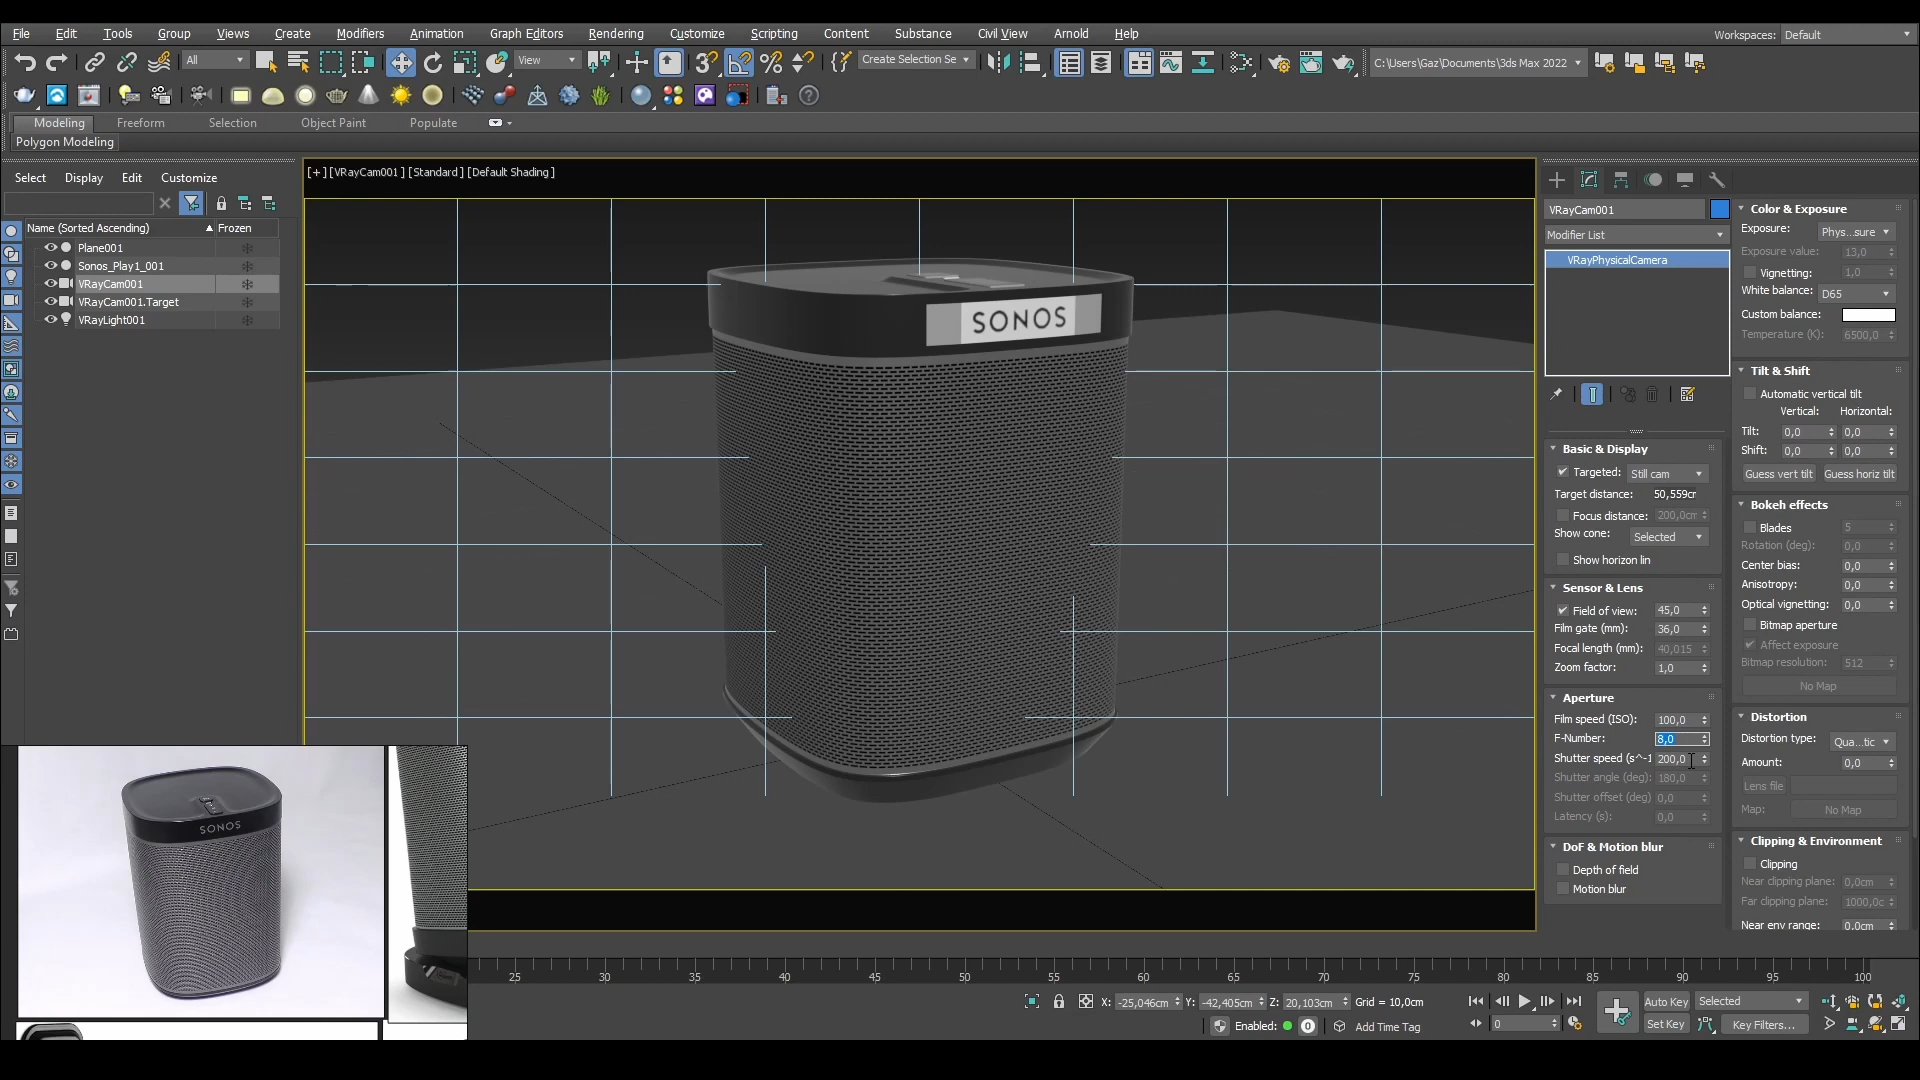 File Edit Tools Group Views Create Modifiers Animation Graph Editors Rendering Customize Scripting Content Substance Civil View Arnold Help
Workspaces: Default
All View Create Selection Se C:\Users\Gaz\Documents\3ds Max 2022
Modeling Freeform Selection Object Paint Populate
Polygon Modeling
Select Display Edit Customize
Name (Sorted Ascending) Frozen
Plane001
Sonos_Play1_001
VRayCam001
VRayCam001.Target
VRayLight001
[+] [VRayCam001] [Standard] [Default Shading]
SONOS
SONOS
VRayCam001
Modifier List
VRayPhysicalCamera
Basic & Display
Targeted: Still cam
Target distance: 50,559cr
Focus distance: 200,0cm
Show cone: Selected
Show horizon lin
Sensor & Lens
Field of view: 45,0
Film gate (mm): 36,0
Focal length (mm): 40,015
Zoom factor: 1,0
Aperture
Film speed (ISO): 100,0
F-Number: 8,0
Shutter speed (s^-1 200,0
Shutter angle (deg): 180,0
Shutter offset (deg) 0,0
Latency (s): 0,0
DoF & Motion blur
Depth of field
Motion blur
Color & Exposure
Exposure: Phys...sure
Exposure value: 13,0
Vignetting: 1,0
White balance: D65
Custom balance:
Temperature (K): 6500,0
Tilt & Shift
Automatic vertical tilt
Vertical: Horizontal:
Tilt: 0,0 0,0
Shift: 0,0 0,0
Guess vert tilt Guess horiz tilt
Bokeh effects
Blades 5
Rotation (deg): 0,0
Center bias: 0,0
Anisotropy: 0,0
Optical vignetting: 0,0
Bitmap aperture
Affect exposure
Bitmap resolution: 512
No Map
Distortion
Distortion type: Qua...tic
Amount: 0,0
Lens file
Map: No Map
Clipping & Environment
Clipping
Near clipping plane: 0,0cm
Far clipping plane: 1000,0c
Near env range: 0,0cm
25 30 35 40 45 50 55 60 65 70 75 80 85 90 95 100
X: -25,046cm Y: -42,405cm Z: 20,103cm Grid = 10,0cm
Auto Key Selected
Enabled: 0 Add Time Tag
0
Set Key Key Filters...